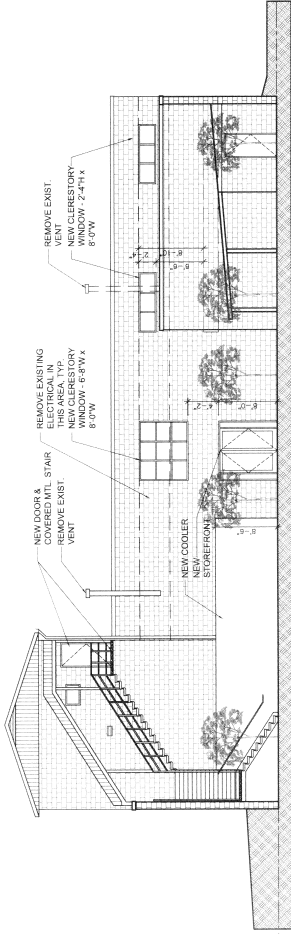 NEW DOOR &
COVERED MTL. STAIR
REMOVE EXIST.
VENT
REMOVE EXISTING
ELECTRICAL IN
THIS AREA, TYP.
NEW CLERESTORY
WINDOW - 6'-8"W x
8'-0"W
REMOVE EXIST.
VENT
NEW CLERESTORY
WINDOW - 2'-4"H x
8'-0"W
NEW COOLER
NEW
STOREFRONT
2'-4"
8'-10"
8'-6"
4'-2"
8'-0"
8'-6"